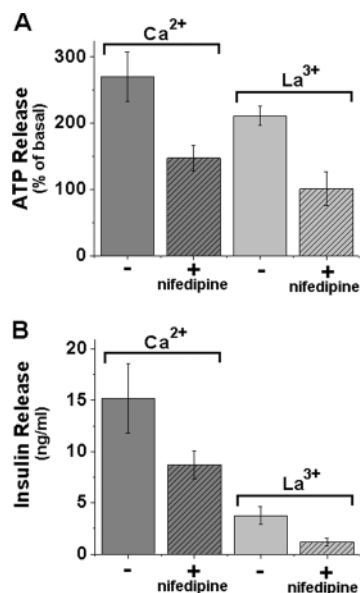 A
Ca2+
La3+
ATP Release
(% of basal)
300
200
100
0
- + - +
nifedipine nifedipine
B
Ca2+
La3+
Insulin Release
(ng/ml)
20
15
10
5
0
- + - +
nifedipine nifedipine